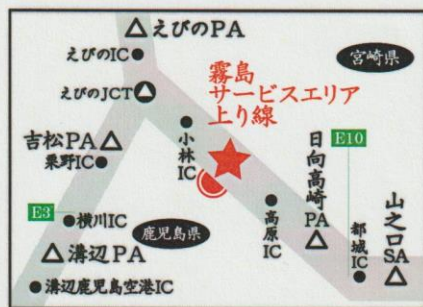 えびのPA
えびのIC
えびのJCT
宮崎県
霧島
サービスエリア
上り線
吉松PA
栗野IC
小林
IC
E10
日向高崎
PA
高原
IC
都城
IC
山之口
SA
E3
横川IC
鹿児島県
溝辺PA
溝辺鹿児島空港IC